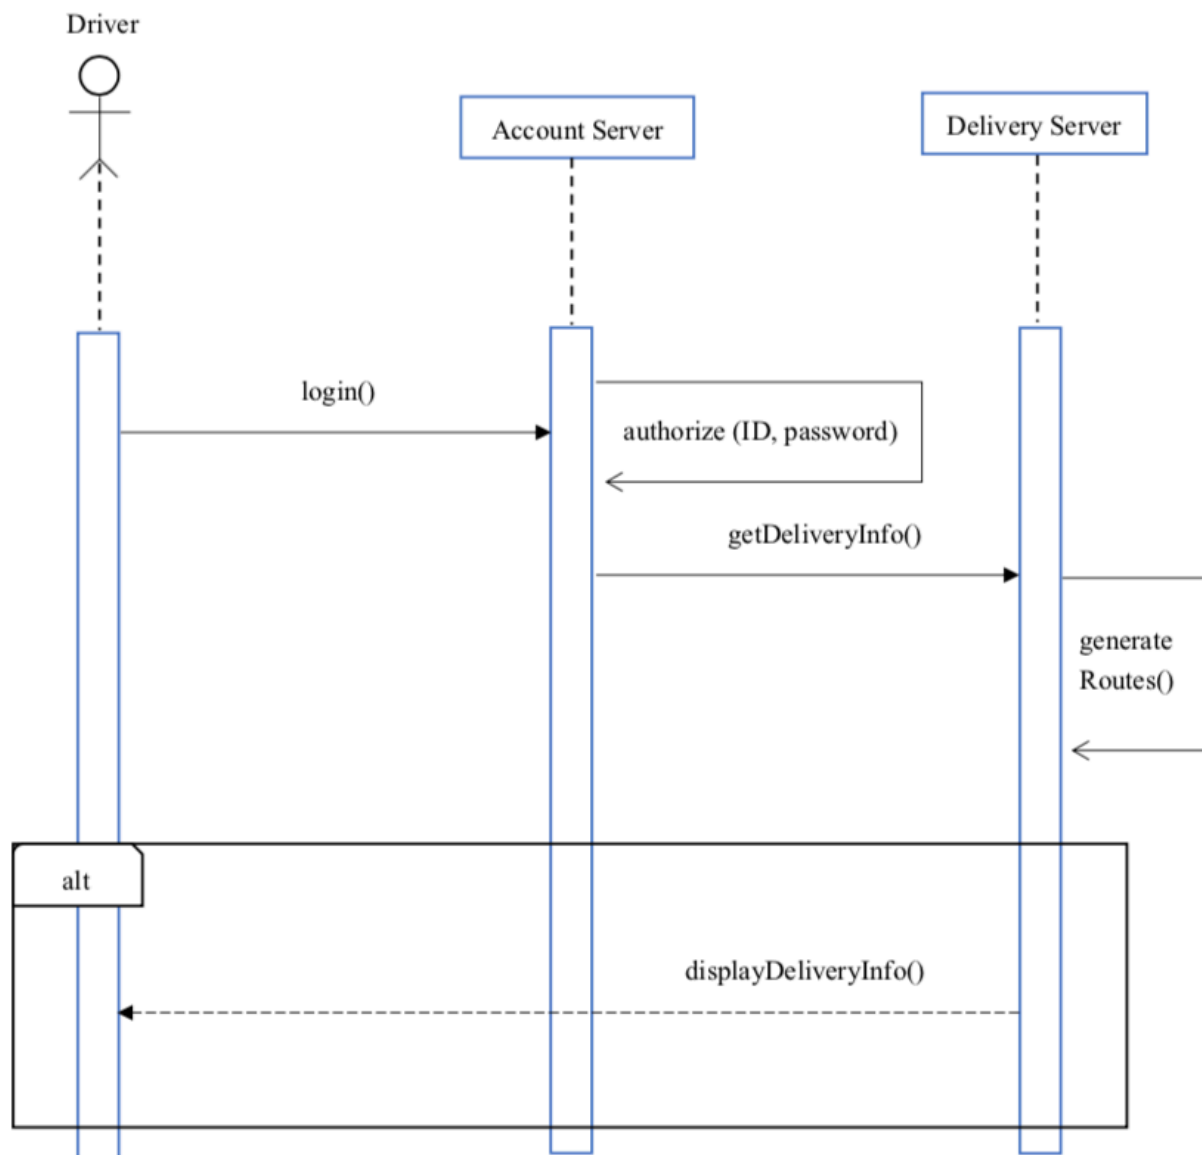 Driver
Account Server
Delivery Server
login()
authorize (ID, password)
getDeliveryInfo()
generate
Routes()
alt
displayDeliveryInfo()